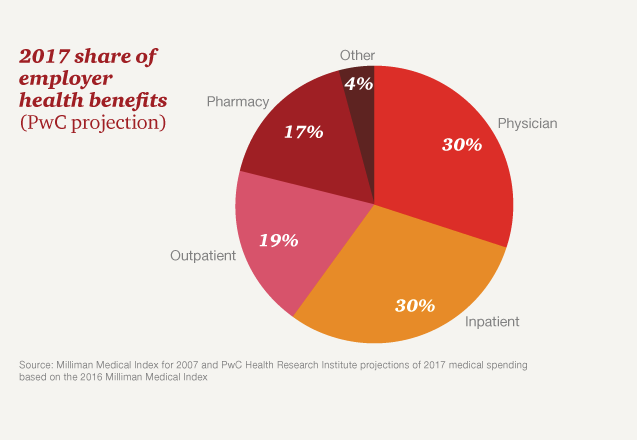 2017 share of
employer
health benefits
(PwC projection)
Other
4%
Pharmacy
17%
Physician
30%
Outpatient
19%
30%
Inpatient
Source: Milliman Medical Index for 2007 and PwC Health Research Institute projections of 2017 medical spending
based on the 2016 Milliman Medical Index